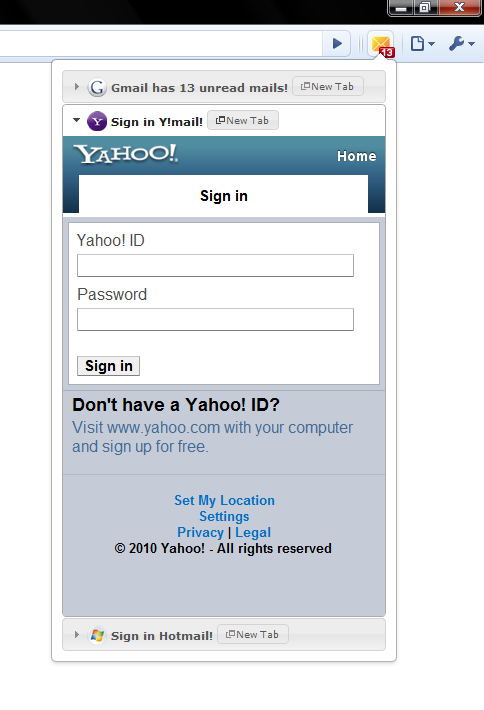 13
Gmail has 13 unread mails! New Tab
Sign in Y!mail! New Tab
YAHOO! Home
Sign in
Yahoo! ID
Password
Sign in
Don't have a Yahoo! ID?
Visit www.yahoo.com with your computer
and sign up for free.
Set My Location
Settings
Privacy | Legal
© 2010 Yahoo! - All rights reserved
Sign in Hotmail! New Tab